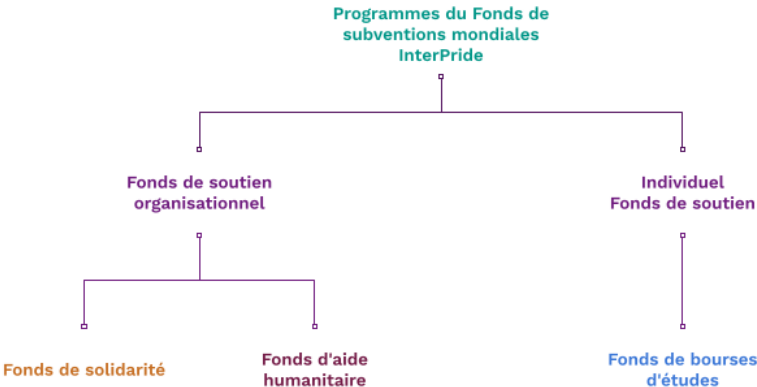 Programmes du Fonds de
subventions mondiales
InterPride
Fonds de soutien
organisationnel
Individuel
Fonds de soutien
Fonds de solidarité
Fonds d'aide
humanitaire
Fonds de bourses
d'études